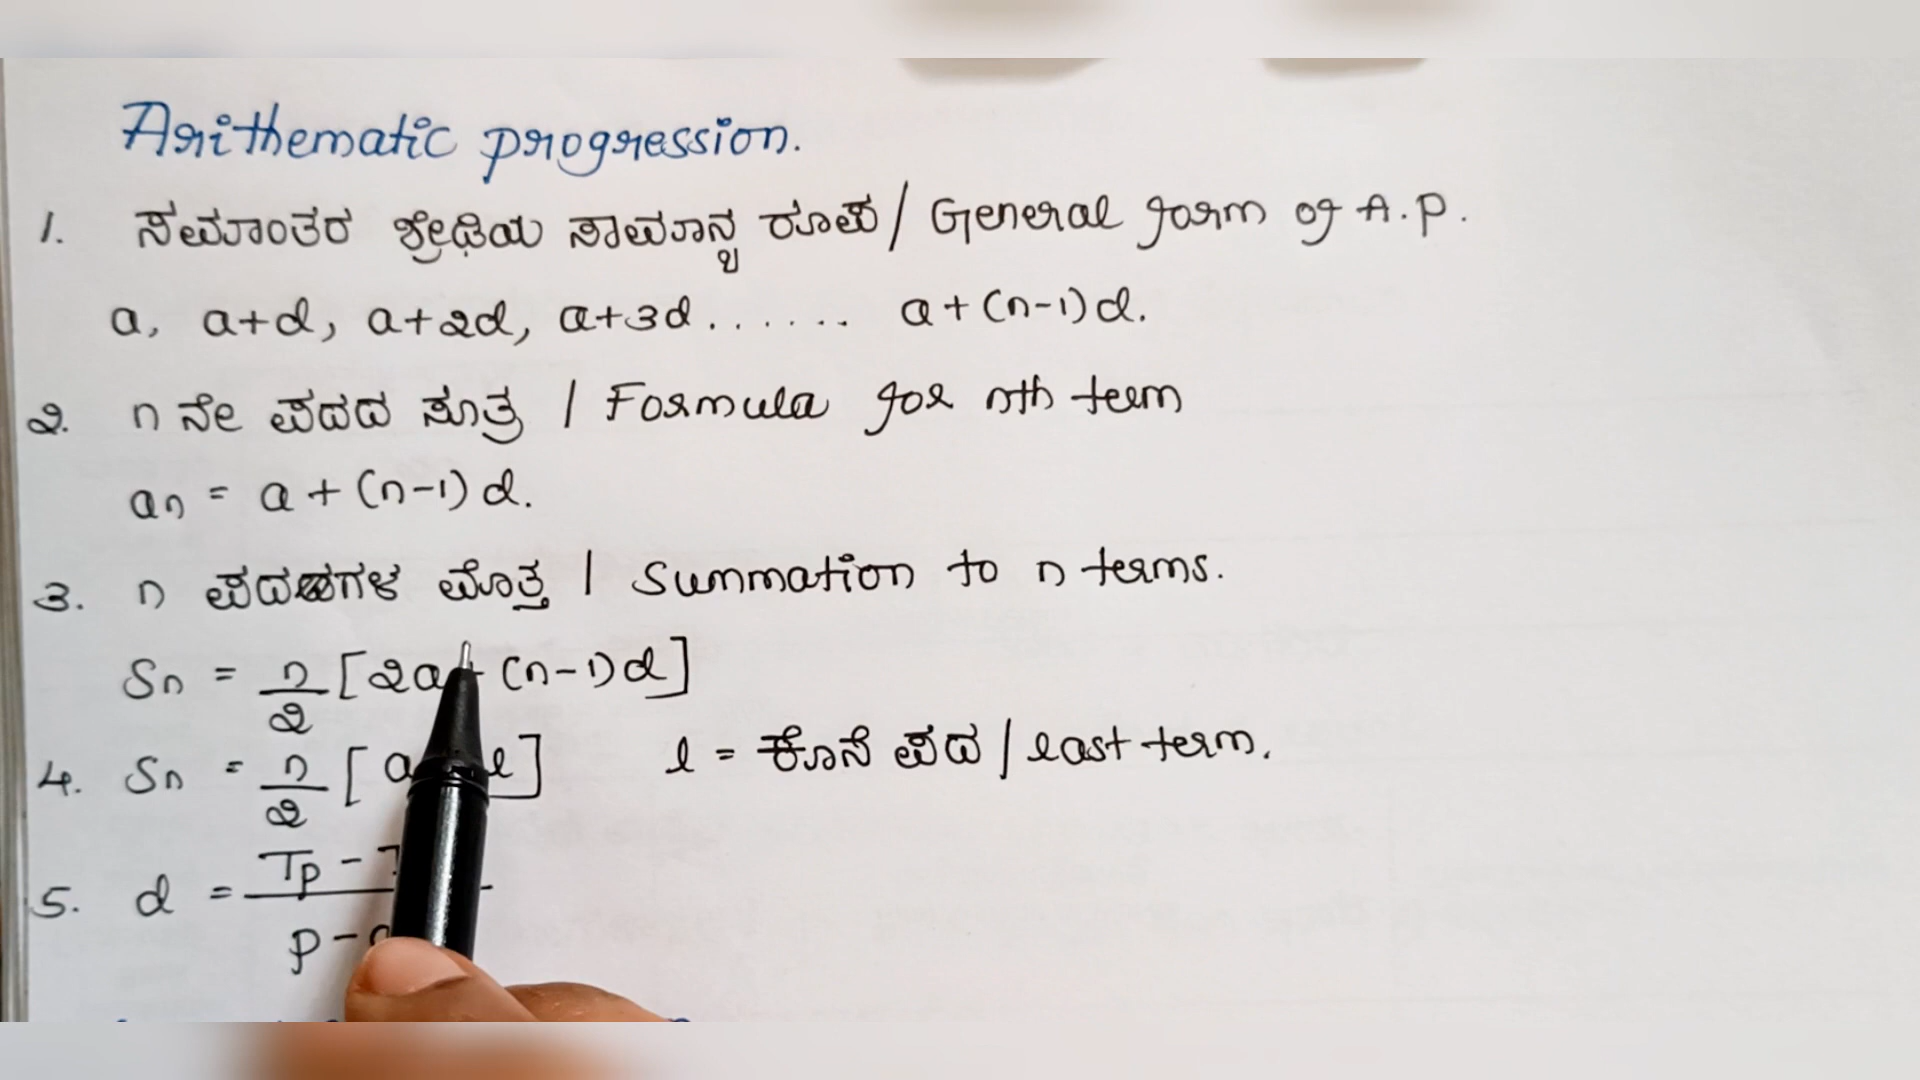 Arithematic progression.
1. ಸಮಾಂತರ ಶ್ರೇಢಿಯ ಸಾಮಾನ್ಯ ರೂಪ / General form of A.P.
a, a+d, a+2d, a+3d...... a+(n-1)d.
2. n ನೇ ಪದದ ಸೂತ್ರ / Formula for nth term
an = a+(n-1)d.
3. n ಪದಗಳ ಮೊತ್ತ / Summation to n terms.
Sn = n/2 [2a+(n-1)d]
4. Sn = n/2 [a l] l = ಕೊನೆ ಪದ / last term.
5. d = Tp - / p -